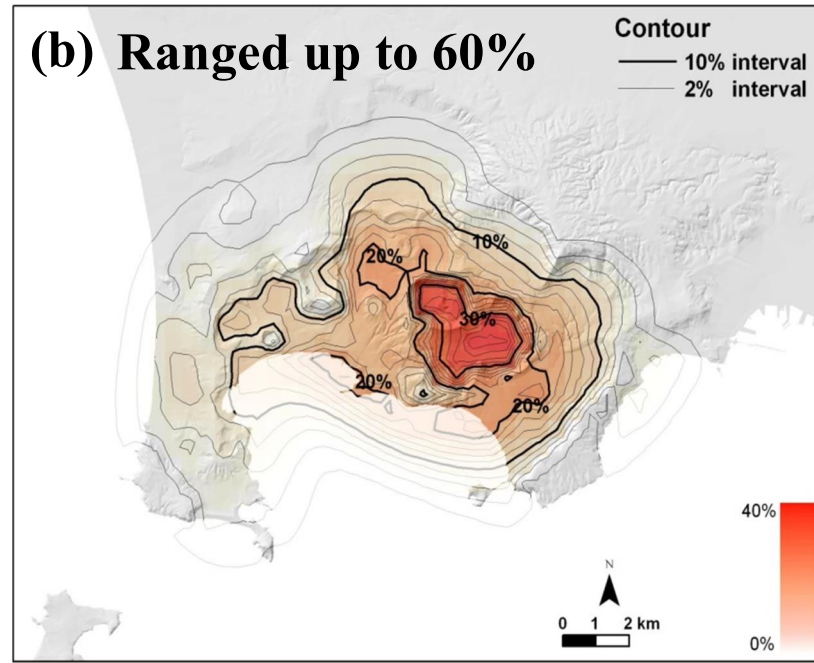 (b) Ranged up to 60%
Contour
10% interval
2% interval
10%
20%
30%
20%
20%
40%
0%
N
0 1 2 km